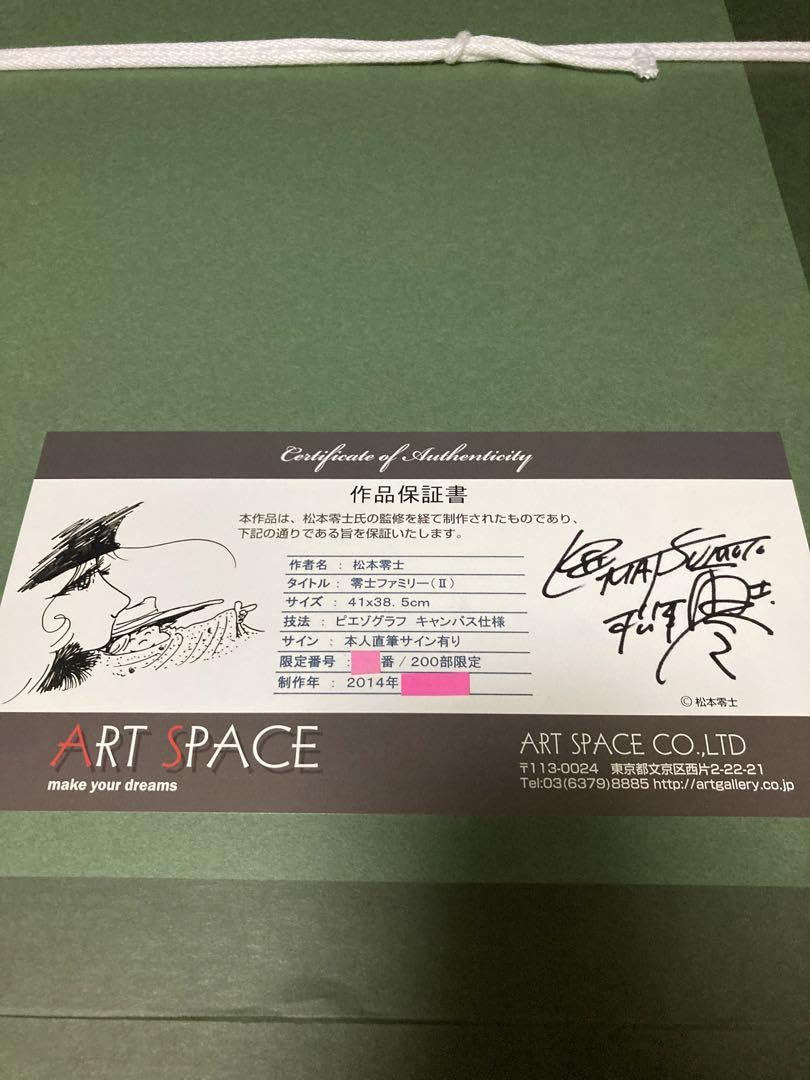 Certificate of Authenticity
作品保証書
本作品は、松本零士氏の監修を経て制作されたものであり、
下記の通りである旨を保証いたします。
作者名 : 松本零士
タイトル : 零士ファミリー(Ⅱ)
サイズ : 41x38.5cm
技法 : ピエゾグラフ キャンバス仕様
サイン : 本人直筆サイン有り
限定番号 : 番 / 200部限定
制作年 : 2014年
MATSUMOTO
© 松本零士
ART SPACE
make your dreams
ART SPACE CO.,LTD
〒113-0024 東京都文京区西片2-22-21
Tel:03(6379)8885 http://artgallery.co.jp